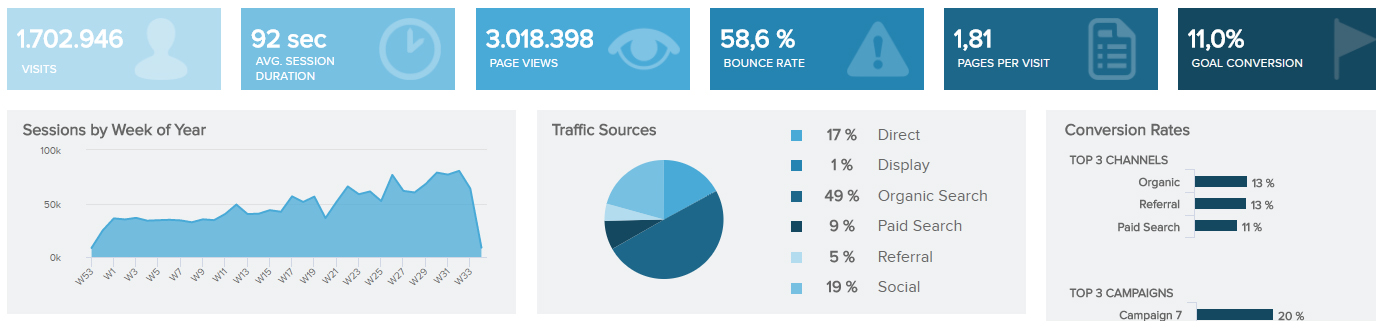 1.702.946
VISITS
92 sec
AVG. SESSION
DURATION
3.018.398
PAGE VIEWS
58,6 %
BOUNCE RATE
1,81
PAGES PER VISIT
11,0%
GOAL CONVERSION
Sessions by Week of Year
100k
50k
0k
W53 W1 W3 W5 W7 W9 W11 W13 W15 W17 W19 W21 W23 W25 W27 W29 W31 W33
Traffic Sources
17 % Direct
1 % Display
49 % Organic Search
9 % Paid Search
5 % Referral
19 % Social
Conversion Rates
TOP 3 CHANNELS
Organic 13 %
Referral 13 %
Paid Search 11 %
TOP 3 CAMPAIGNS
Campaign 7 20 %